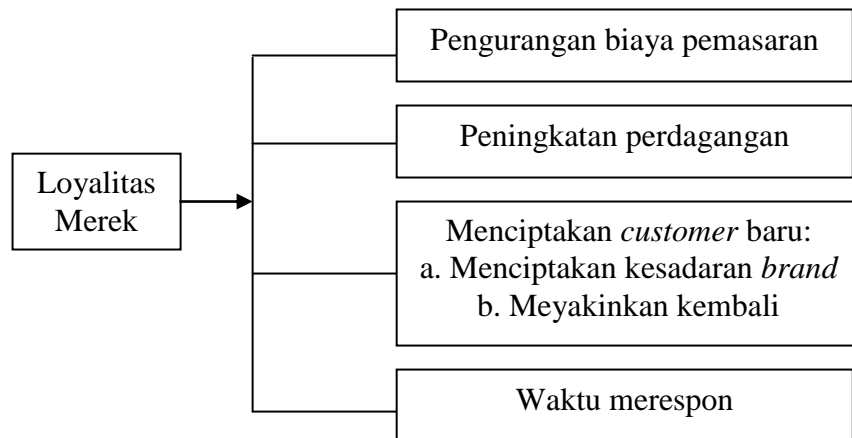 Pengurangan biaya pemasaran
Peningkatan perdagangan
Loyalitas
Merek
Menciptakan customer baru:
a. Menciptakan kesadaran brand
b. Meyakinkan kembali
Waktu merespon